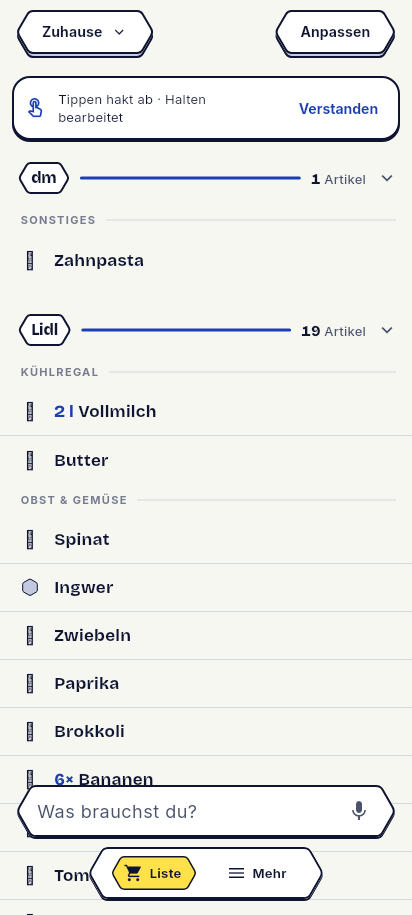 Zuhause
Anpassen
Tippen hakt ab · Halten
bearbeitet
Verstanden
dm
1 Artikel
SONSTIGES
Zahnpasta
Lidl
19 Artikel
KÜHLREGAL
2 l Vollmilch
Butter
OBST & GEMÜSE
Spinat
Ingwer
Zwiebeln
Paprika
Brokkoli
6× Bananen
Was brauchst du?
Tom
Liste
Mehr